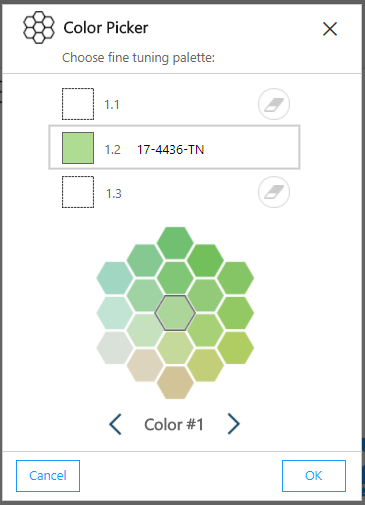 Color Picker
Choose fine tuning palette:
1.1
1.2 17-4436-TN
1.3
Color #1
Cancel OK